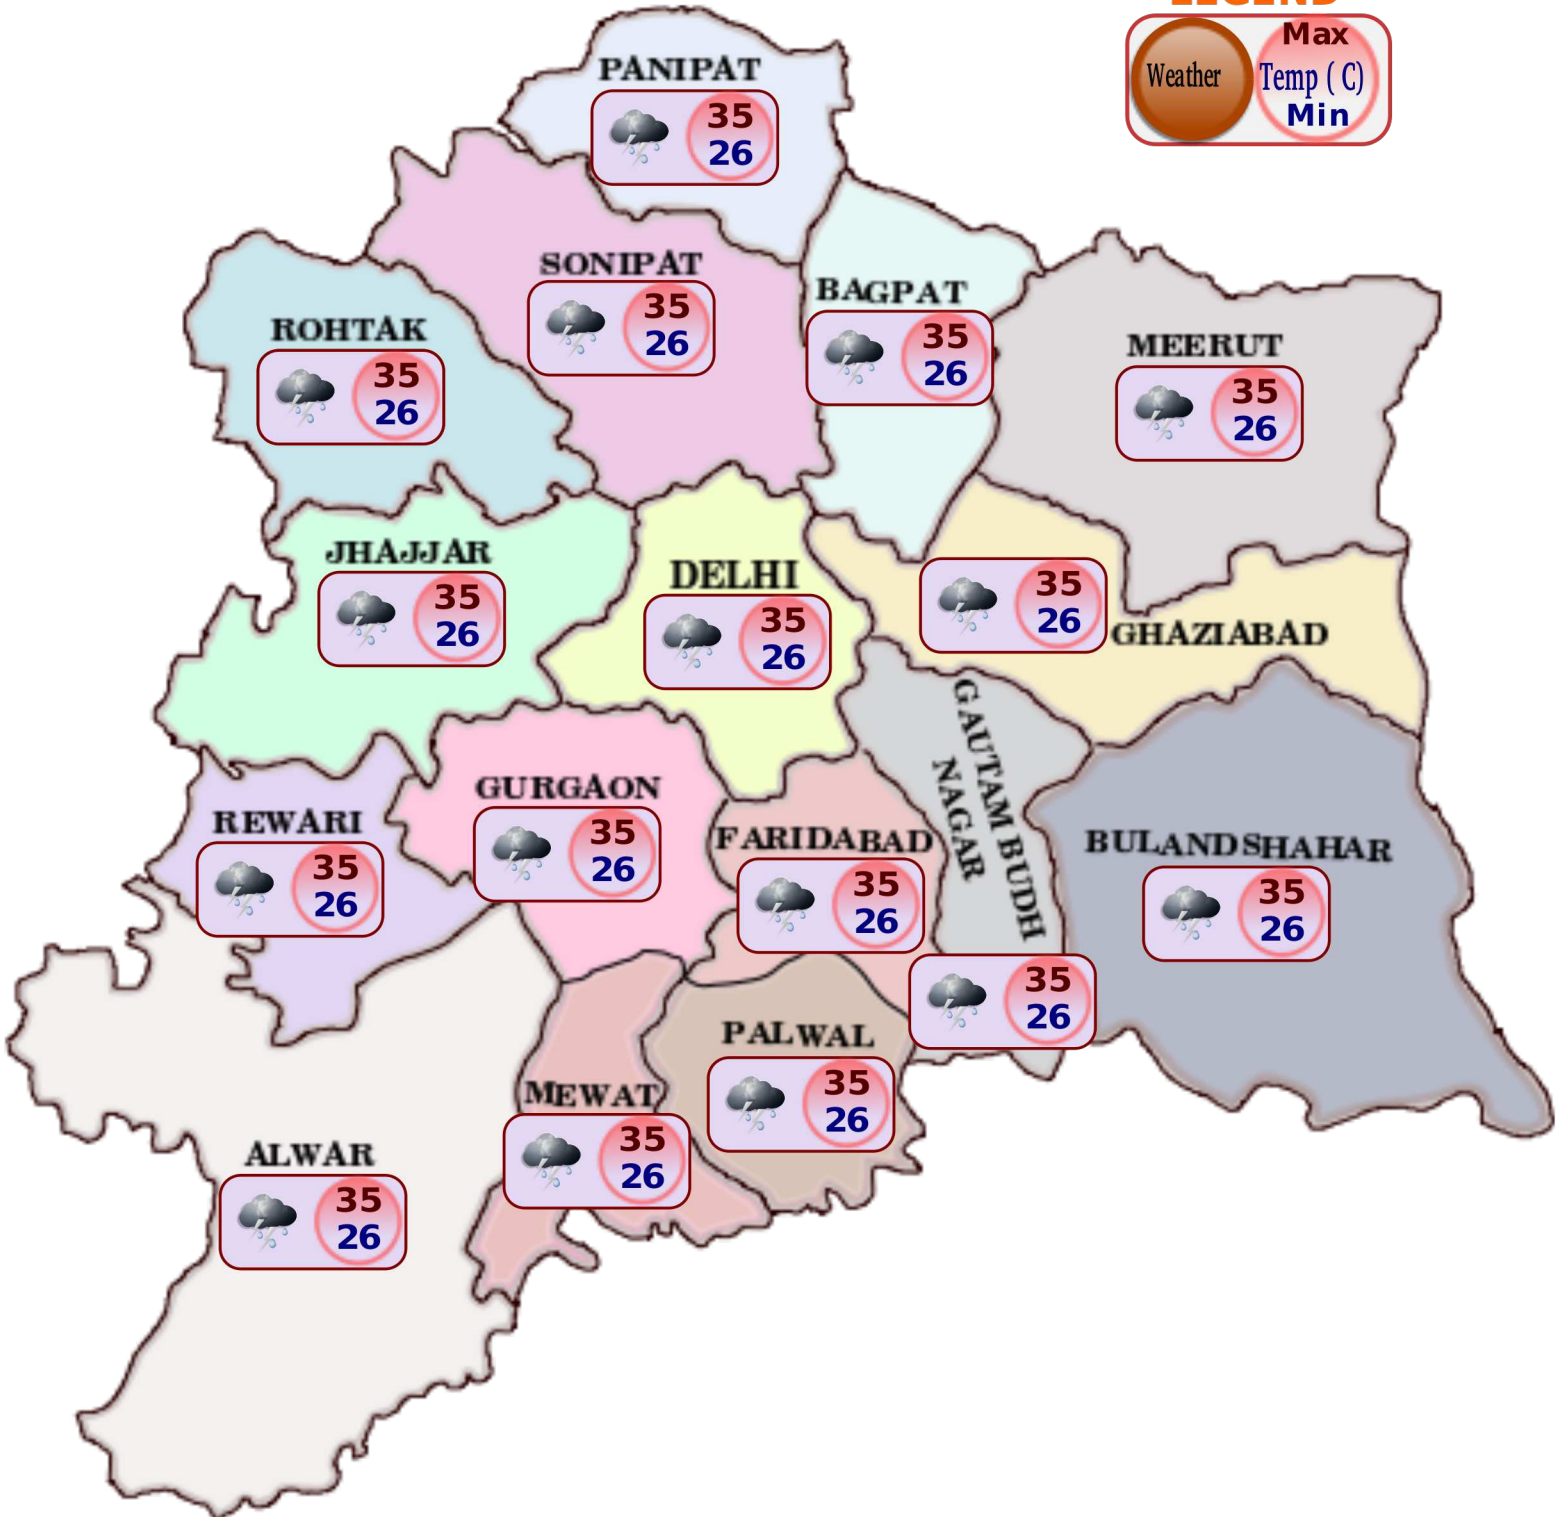 LEGEND
Max
Weather
Temp ( C)
Min
PANIPAT
35
26
SONIPAT
35
26
BAGPAT
35
26
ROHTAK
35
26
MEERUT
35
26
JHAJJAR
35
26
DELHI
35
26
35
26
GHAZIABAD
GAUTAM BUDH
NAGAR
35
26
GURGAON
35
26
REWARI
35
26
FARIDABAD
35
26
BULANDSHAHAR
35
26
PALWAL
35
26
MEWAT
35
26
ALWAR
35
26